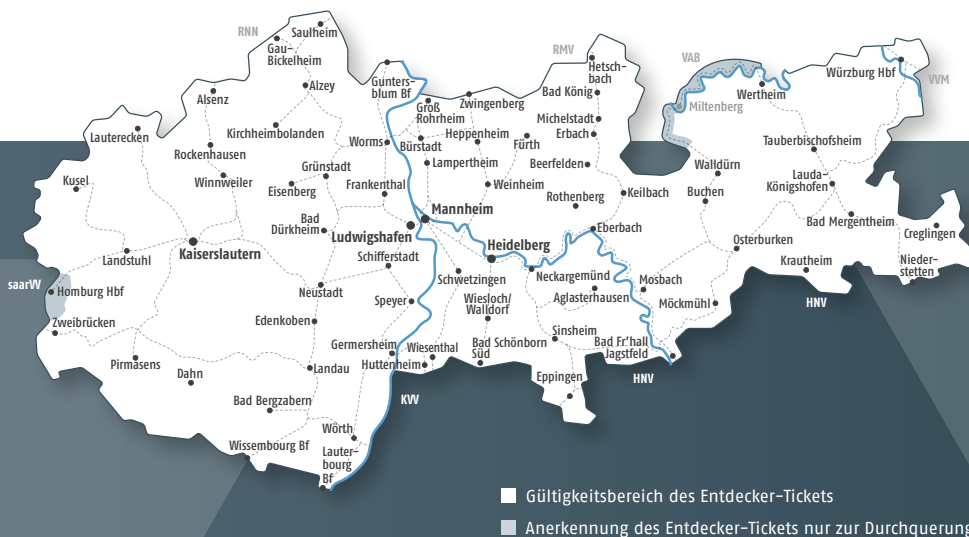 RNN
Saulheim
Gau-
Bickelheim
Alsenz
Alzey
Gunters-
blum Bf
Groß
Rohrheim
Zwingenberg
RMV
Hetsch-
bach
Bad König
Michelstadt
Erbach
VAB
Miltenberg
Wertheim
Würzburg Hbf
VVM
Lauterecken
Kirchheimbolanden
Rockenhausen
Worms
Bürstadt
Heppenheim
Fürth
Lampertheim
Beerfelden
Tauberbischofsheim
Kusel
Winnweiler
Grünstadt
Eisenberg
Frankenthal
Weinheim
Rothenberg
Keilbach
Walldürn
Buchen
Lauda-
Königshofen
Bad
Dürkheim
Mannheim
Ludwigshafen
Eberbach
Bad Mergentheim
Creglingen
Kaiserslautern
Landstuhl
Schifferstadt
Heidelberg
Osterburken
Krautheim
Nieder-
stetten
saarVV
Homburg Hbf
Zweibrücken
Neustadt
Speyer
Schwetzingen
Neckargemünd
Aglasterhausen
Mosbach
Möckmühl
HNV
Edenkoben
Wiesloch/
Walldorf
Sinsheim
Bad Fr.'hall
Jagstfeld
Pirmasens
Dahn
Germersheim
Huttenheim
Wiesenthal
Bad Schönborn
Süd
Landau
Eppingen
HNV
Bad Bergzabern
KVV
Wörth
Wissembourg Bf
Lauter-
bourg
Bf
Gültigkeitsbereich des Entdecker-Tickets
Anerkennung des Entdecker-Tickets nur zur Durchquerung